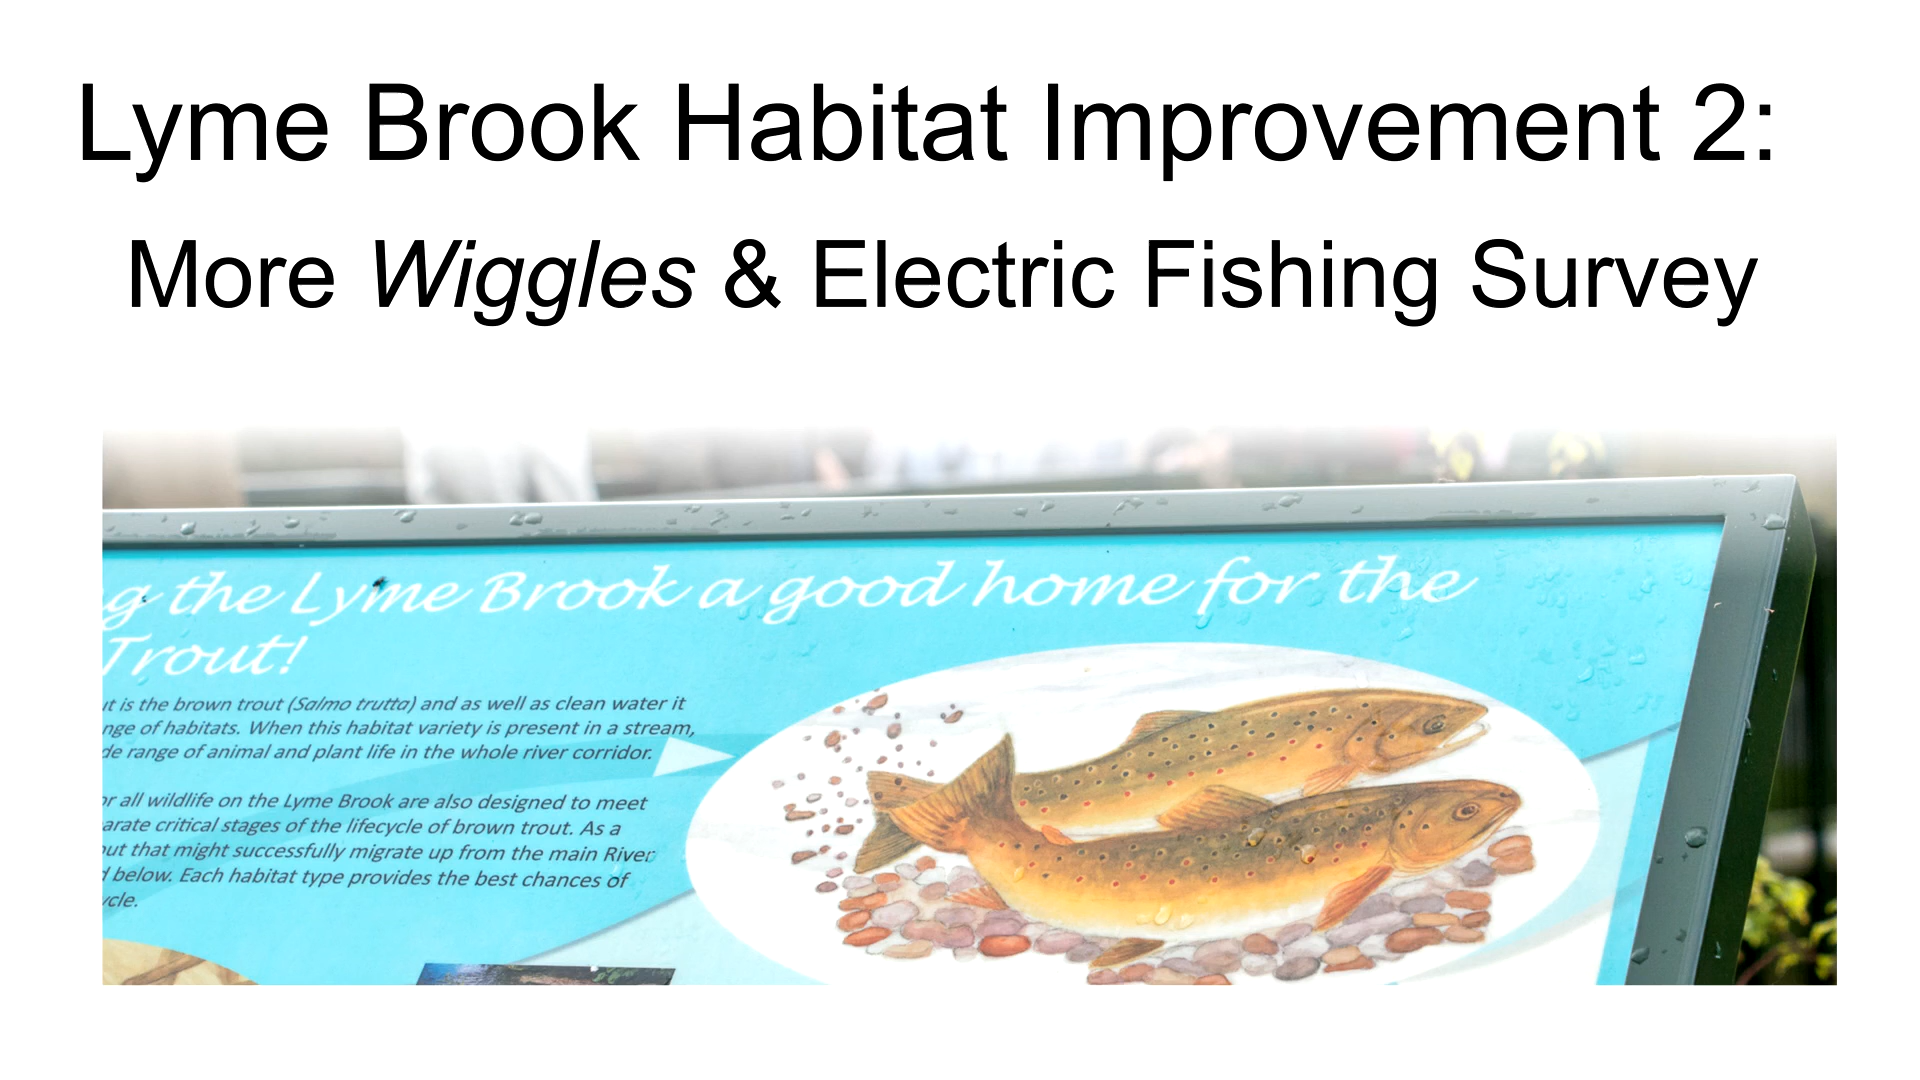 Lyme Brook Habitat Improvement 2:
More Wiggles & Electric Fishing Survey
the Lyme Brook a good home for the
Trout!
is the brown trout (Salmo trutta) and as well as clean water it
of habitats. When this habitat variety is present in a stream,
range of animal and plant life in the whole river corridor.
all wildlife on the Lyme Brook are also designed to meet
critical stages of the lifecycle of brown trout. As a
that might successfully migrate up from the main River
below. Each habitat type provides the best chances of